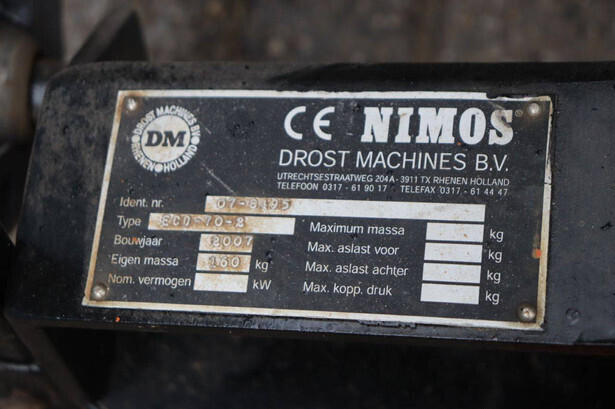 DROST MACHINES BV
DM
RHENEN HOLLAND
CE NIMOS
DROST MACHINES B.V.
UTRECHTSESTRAATWEG 204A - 3911 TX RHENEN HOLLAND
TELEFOON 0317 - 61 90 17 / TELEFAX 0317 - 61 44 47
Ident. nr.
Type
Bouwjaar 2007
Eigen massa 160 kg
Nom. vermogen kW
Maximum massa kg
Max. aslast voor kg
Max. aslast achter kg
Max. kopp. druk kg